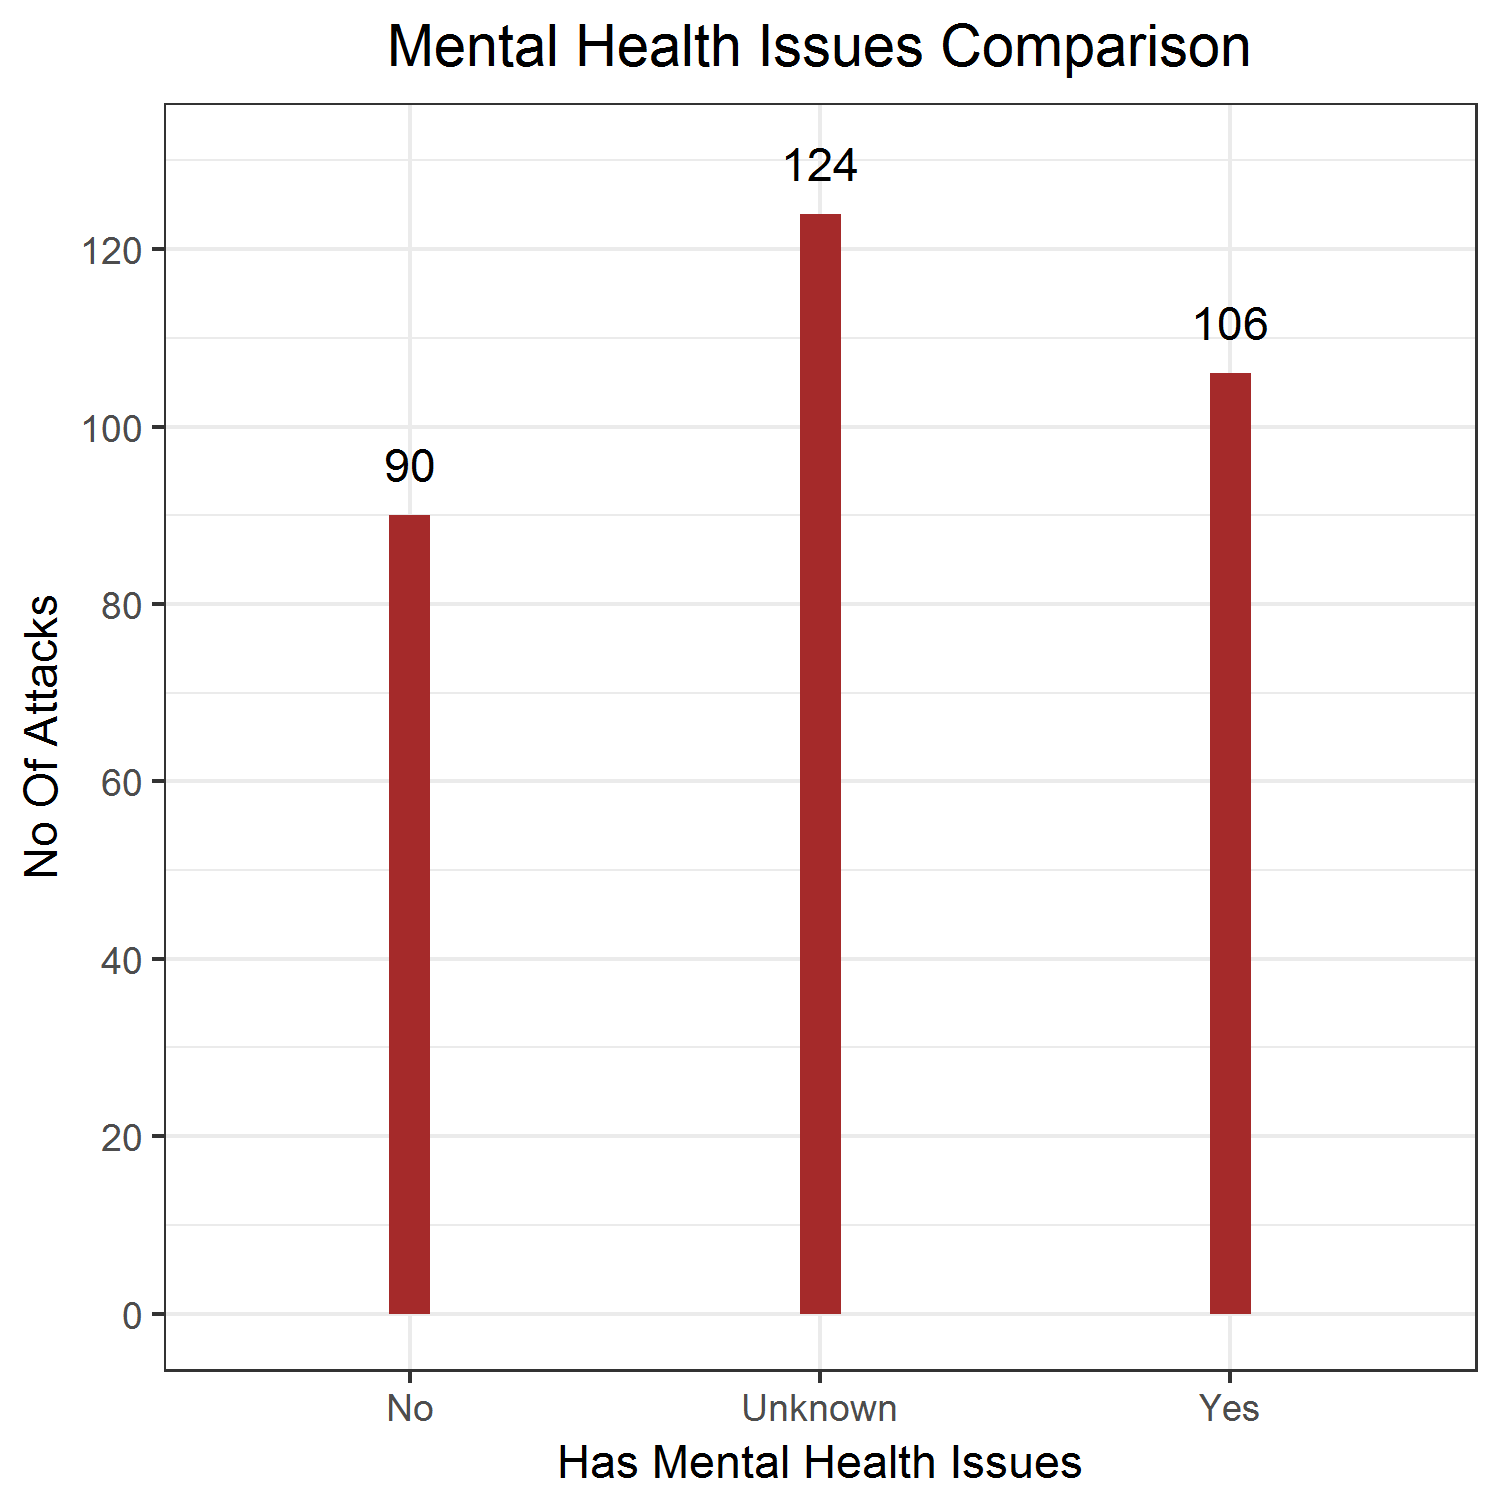 Mental Health Issues Comparison
124
120
106
100
90
80
60
40
20
0
No Of Attacks
No
Unknown
Yes
Has Mental Health Issues